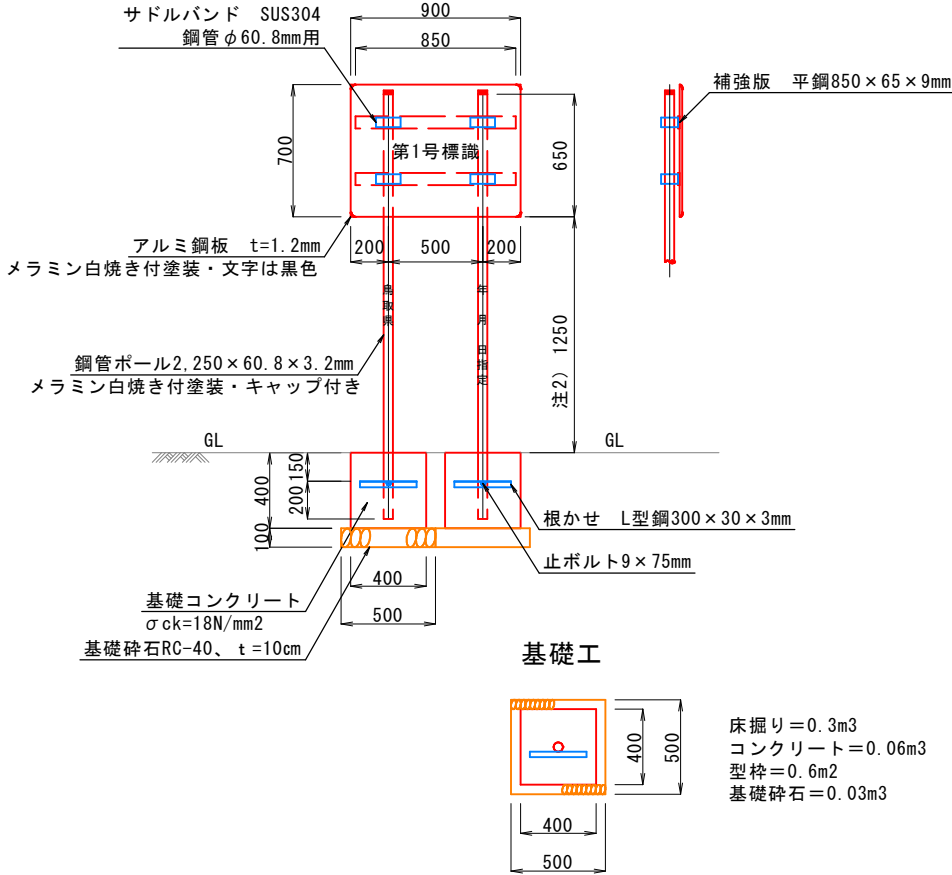 サドルバンド SUS304
鋼管φ60.8mm用
900
850
補強版 平鋼850×65×9mm
700
第1号標識
650
アルミ鋼板 t=1.2mm
メラミン白焼き付塗装・文字は黒色
200
500
200
鳥取県
年 月 日指定
注2) 1250
鋼管ポール2,250×60.8×3.2mm
メラミン白焼き付塗装・キャップ付き
GL
GL
400
150
200
100
根かせ L型鋼300×30×3mm
止ボルト9×75mm
400
500
基礎コンクリート
σck=18N/mm2
基礎砕石RC-40、t=10cm
基礎工
400
500
400
500
床掘り=0.3m3
コンクリート=0.06m3
型枠=0.6m2
基礎砕石=0.03m3